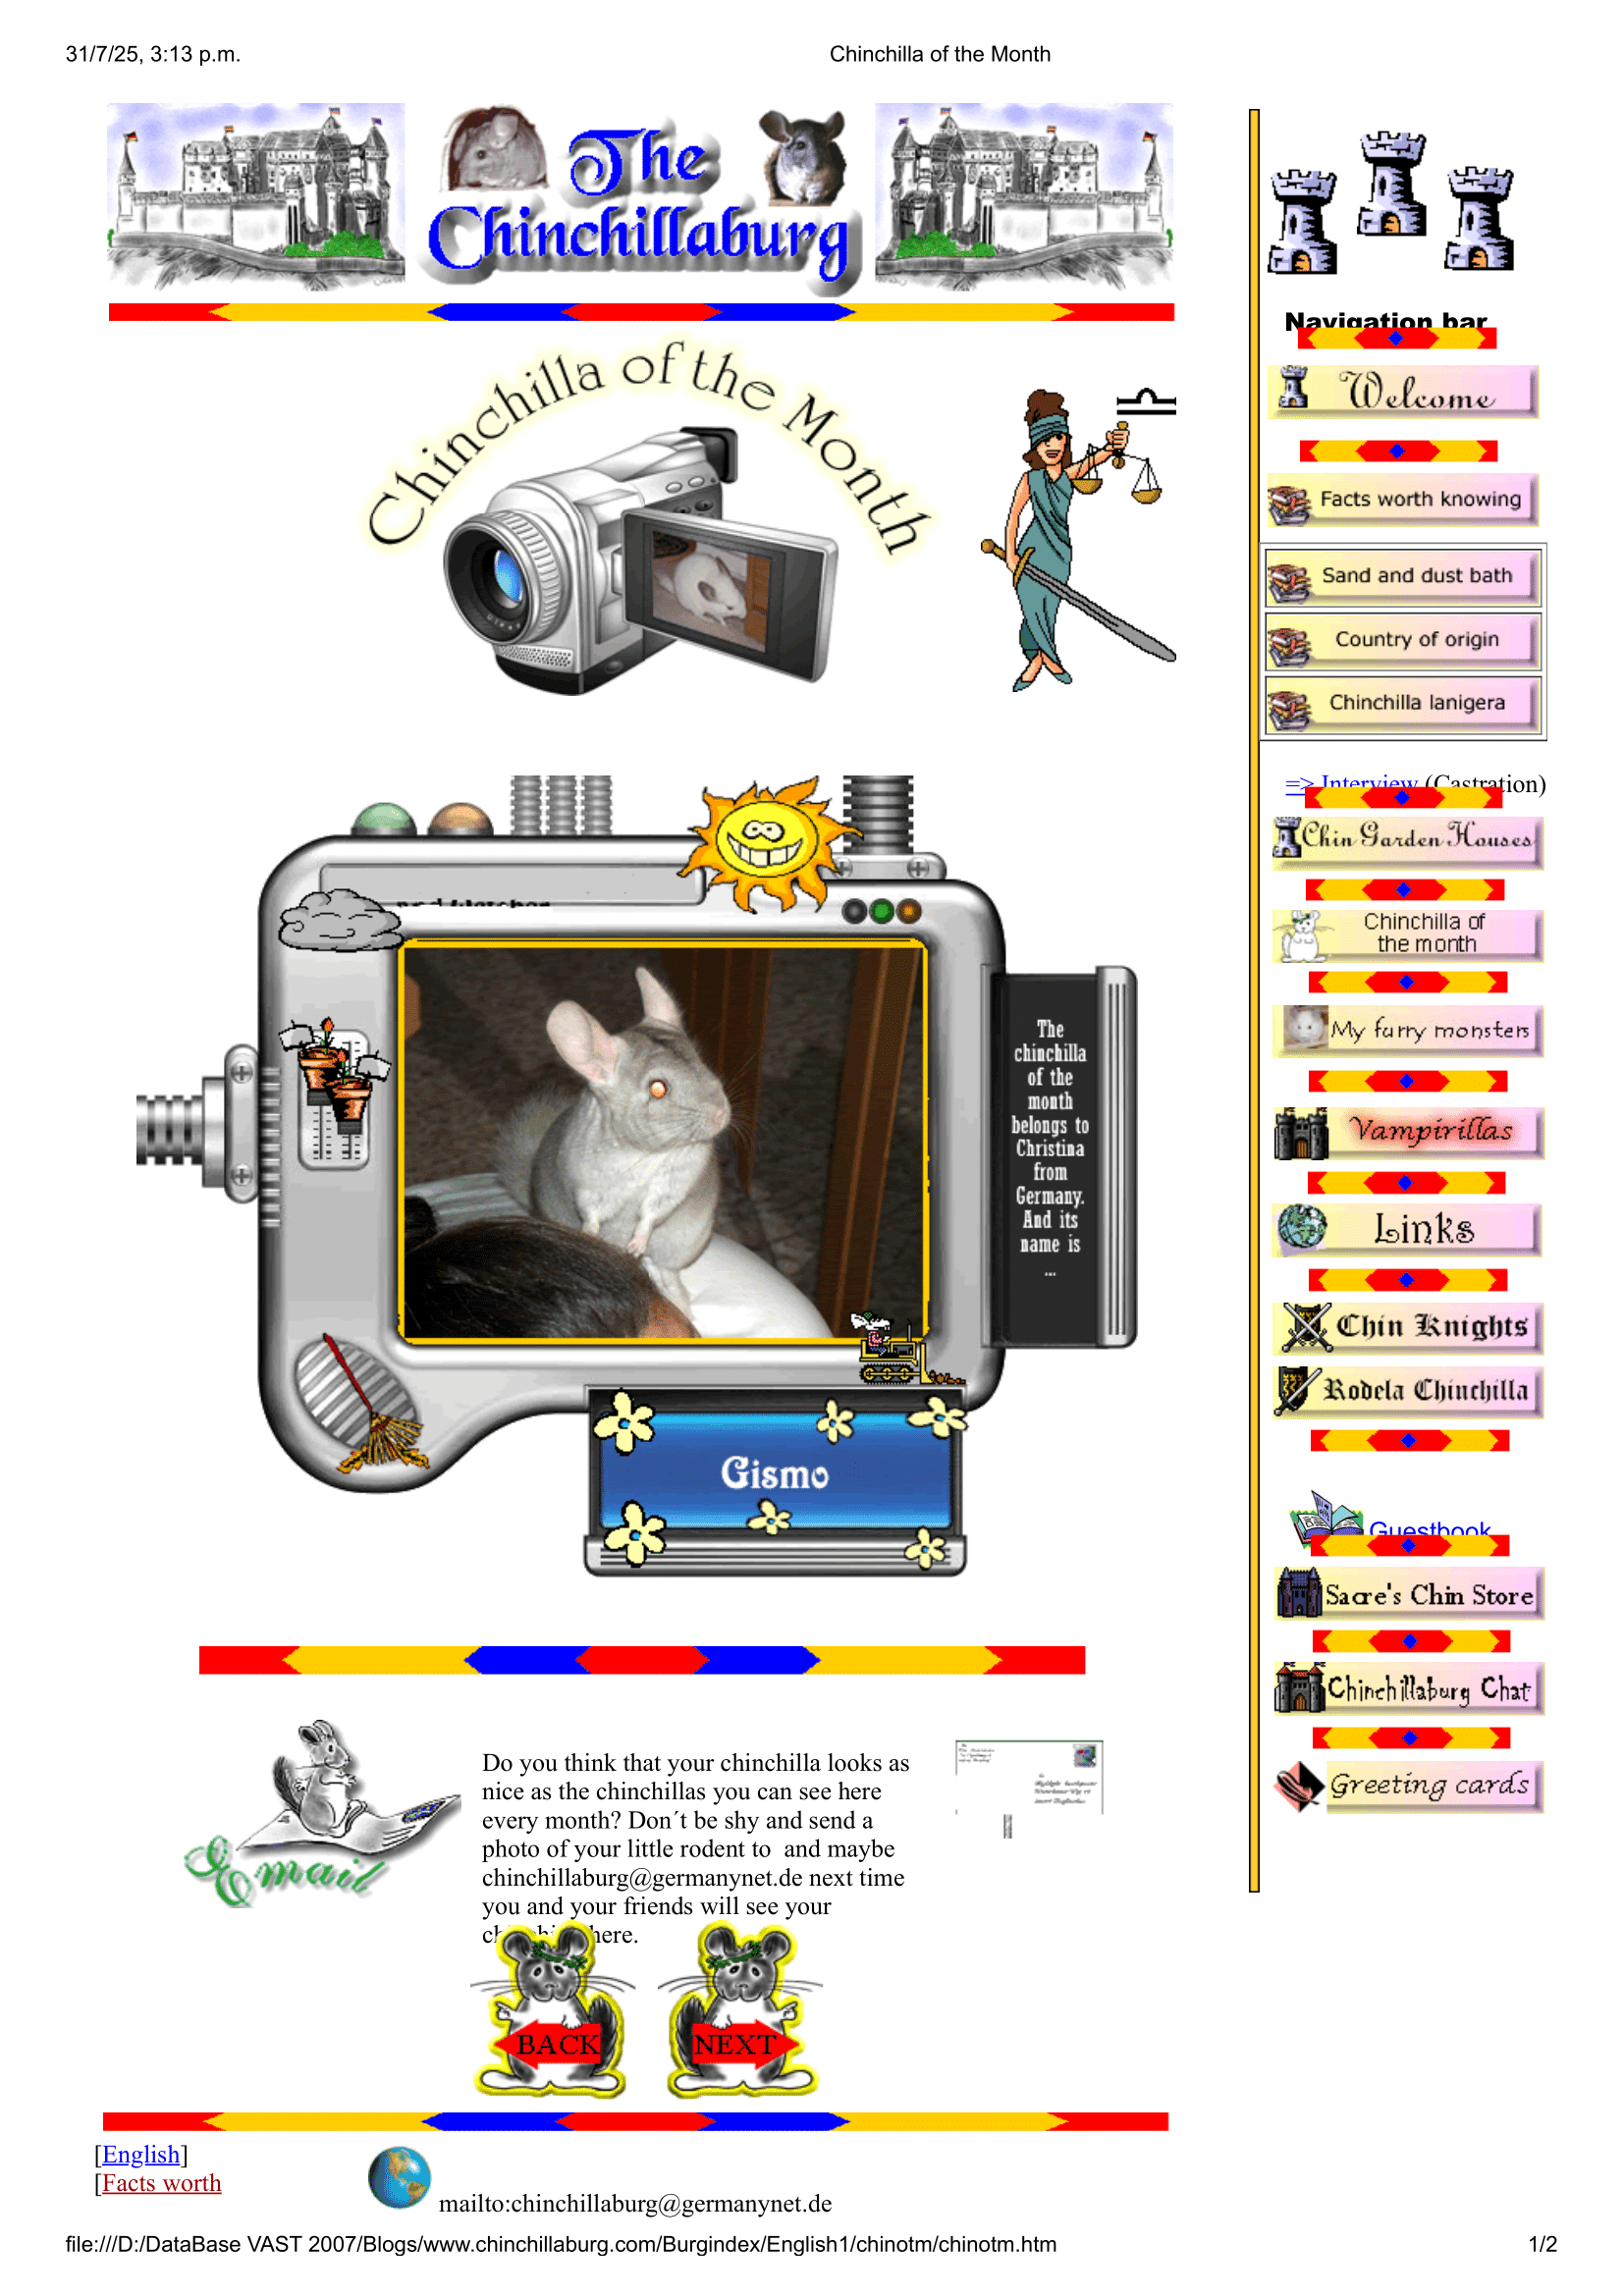 31/7/25, 3:13 p.m.
Chinchilla of the Month
The
Chinchillaburg
Chinchilla of the Month
The
chinchilla
of the
month
belongs to
Christina
from
Germany.
And its
name is
...
Gismo
Email
Do you think that your chinchilla looks as
nice as the chinchillas you can see here
every month? Don´t be shy and send a
photo of your little rodent to  and maybe
chinchillaburg@germanynet.de next time
you and your friends will see your
here.
BACK
NEXT
[English]
[Facts worth
mailto:chinchillaburg@germanynet.de
Navigation bar
Welcome
Facts worth knowing
Sand and dust bath
Country of origin
Chinchilla lanigera
=> Interview (Castration)
Chin Garden Houses
Chinchilla of
the month
My furry monsters
Vampirillas
Links
Chin Knights
Rodela Chinchilla
Guestbook
Sacre's Chin Store
Chinchillaburg Chat
Greeting cards
file:///D:/DataBase VAST 2007/Blogs/www.chinchillaburg.com/Burgindex/English1/chinotm/chinotm.htm
1/2